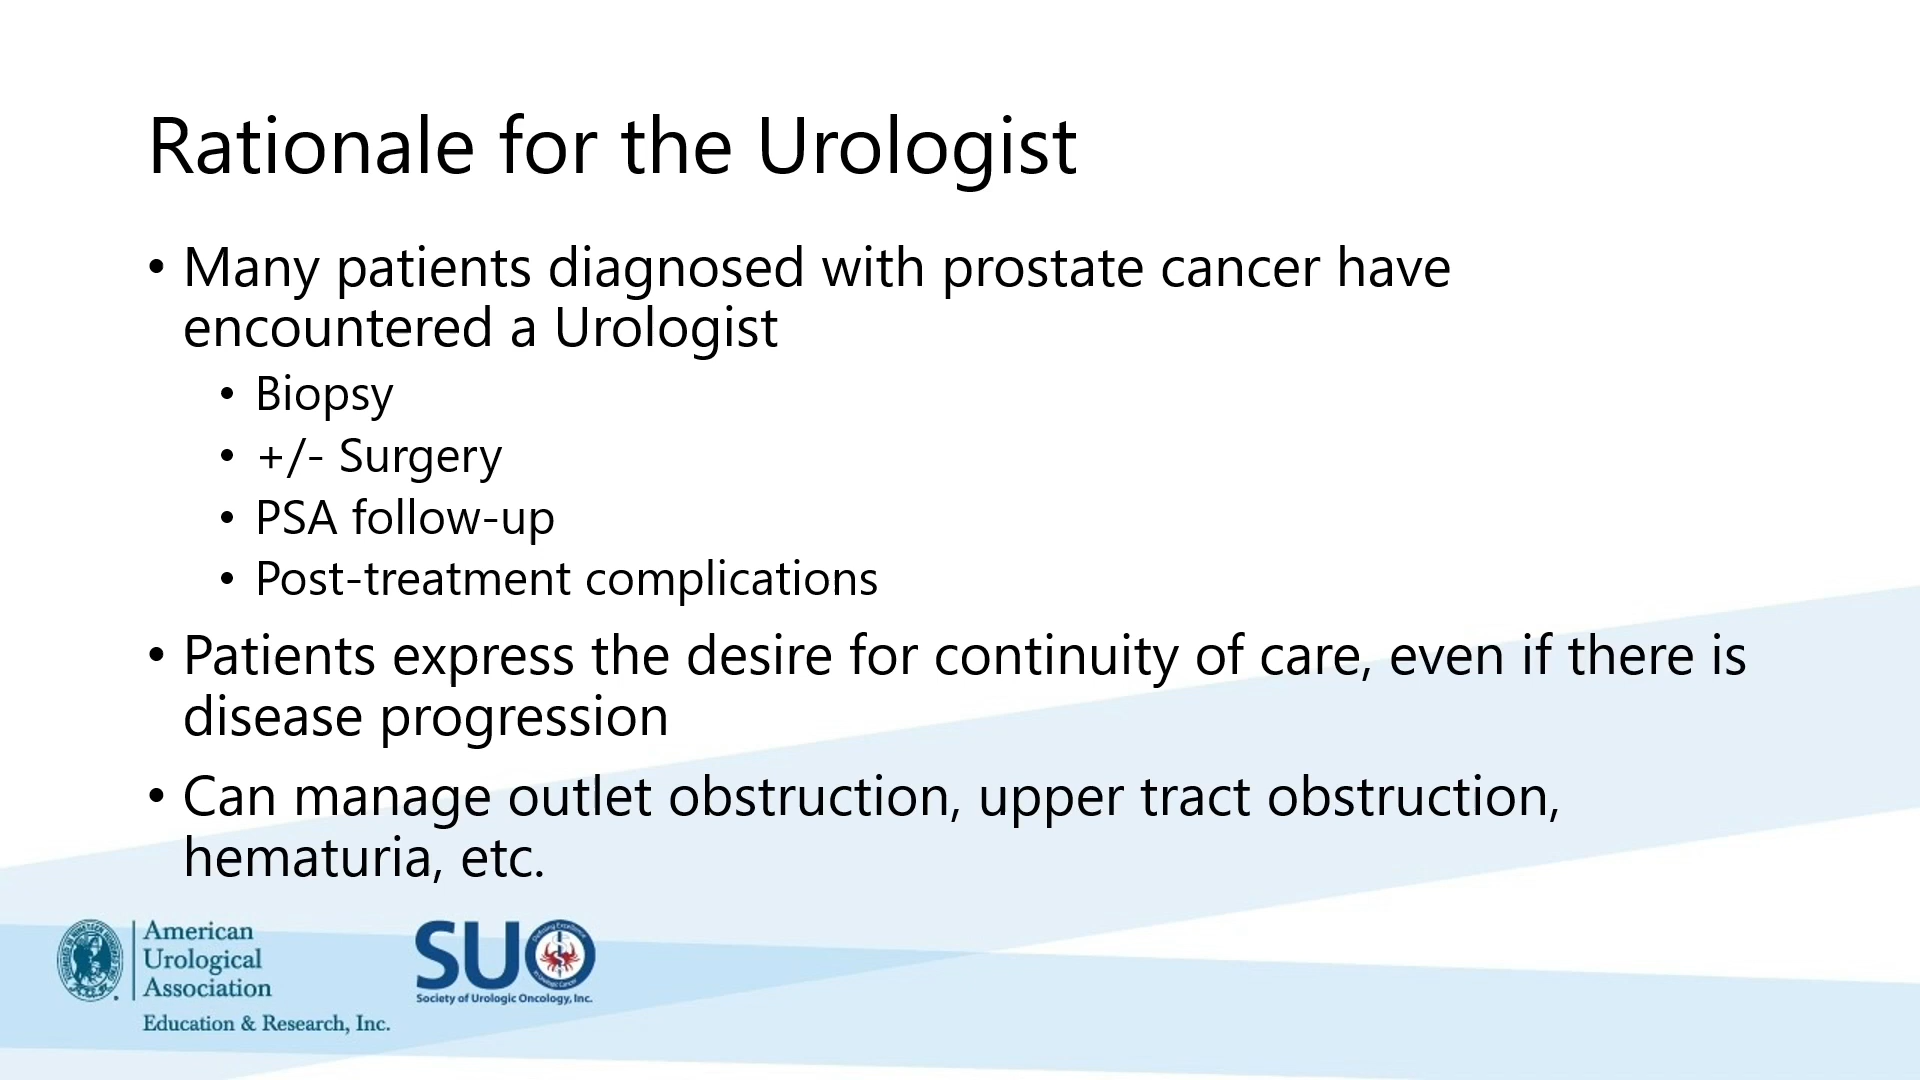 Rationale for the Urologist
• Many patients diagnosed with prostate cancer have
encountered a Urologist
• Biopsy
• +/- Surgery
• PSA follow-up
• Post-treatment complications
• Patients express the desire for continuity of care, even if there is
disease progression
• Can manage outlet obstruction, upper tract obstruction,
hematuria, etc.
American
Urological
Association
Education & Research, Inc.
SUO
Society of Urologic Oncology, Inc.